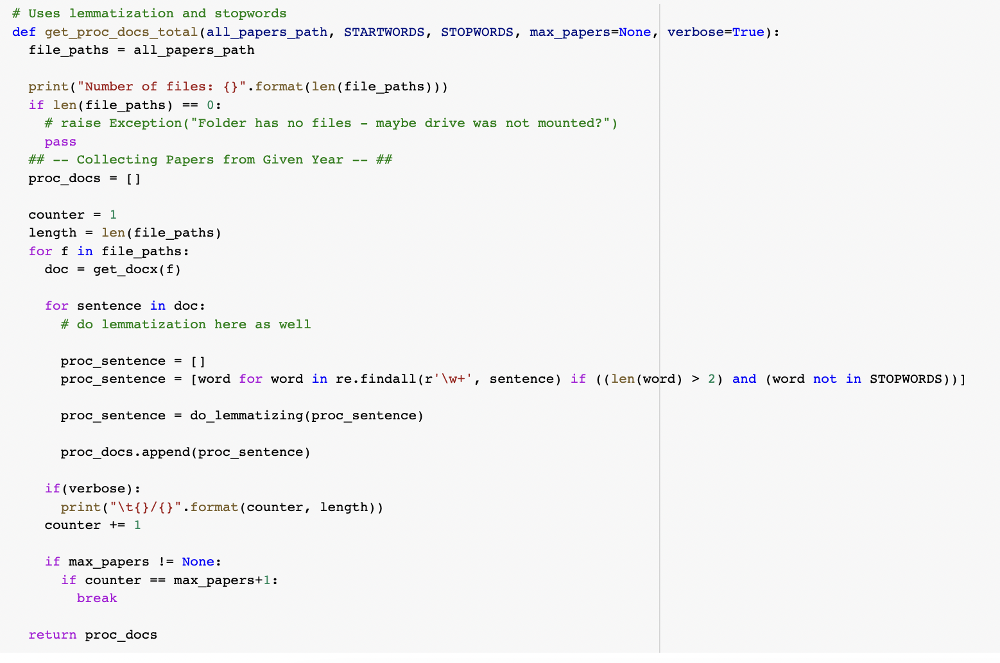 # Uses lemmatization and stopwords
def get_proc_docs_total(all_papers_path, STARTWORDS, STOPWORDS, max_papers=None, verbose=True):
  file_paths = all_papers_path

  print("Number of files: {}".format(len(file_paths)))
  if len(file_paths) == 0:
    # raise Exception("Folder has no files - maybe drive was not mounted?")
    pass
  ## -- Collecting Papers from Given Year -- ##
  proc_docs = []

  counter = 1
  length = len(file_paths)
  for f in file_paths:
    doc = get_docx(f)

    for sentence in doc:
      # do lemmatization here as well

      proc_sentence = []
      proc_sentence = [word for word in re.findall(r'\w+', sentence) if ((len(word) > 2) and (word not in STOPWORDS))]

      proc_sentence = do_lemmatizing(proc_sentence)

      proc_docs.append(proc_sentence)

    if(verbose):
      print("\t{}/{}".format(counter, length))
    counter += 1

    if max_papers != None:
      if counter == max_papers+1:
        break

  return proc_docs